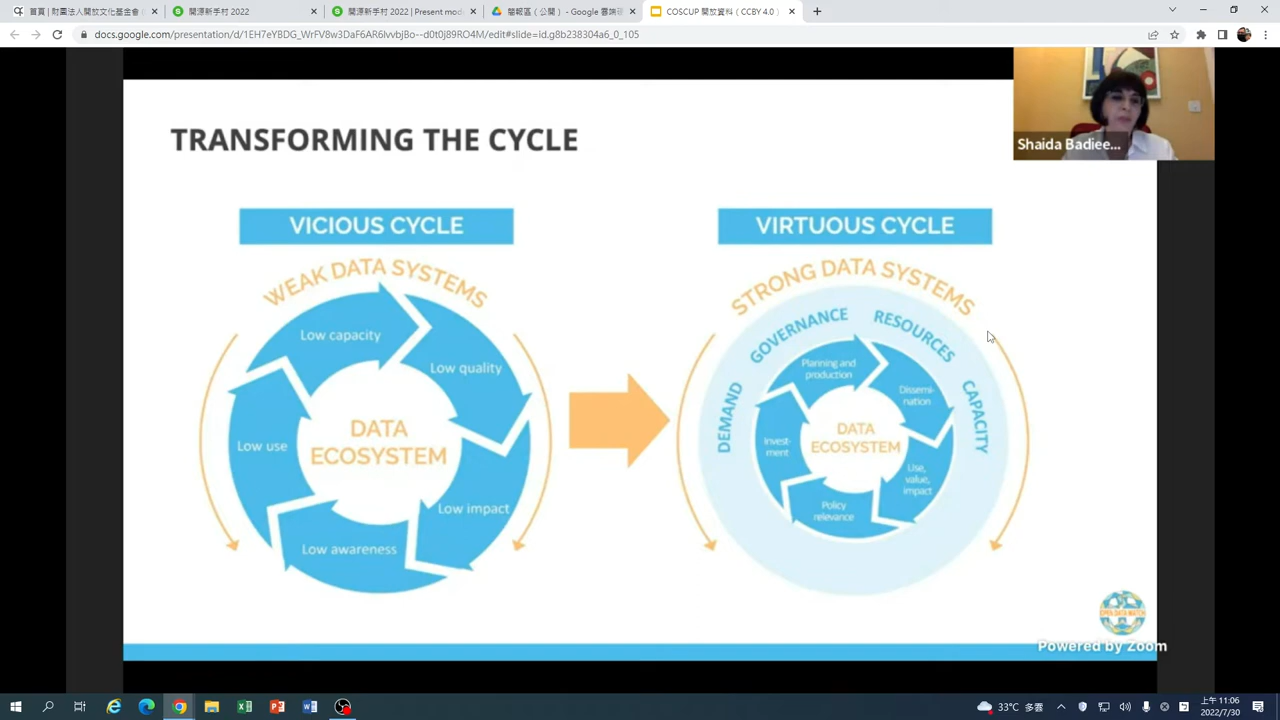 首頁 | 財團法人開放文化基金會 (
開源新手村 2022
開源新手村 2022 | Present mod
簡報區（公開） - Google 雲端硬
COSCUP 開放資料（CCBY 4.0）
docs.google.com/presentation/d/1EH7eYBDG_WrFV8w3DaF6AR6lvvbjBo--d0t0j89RO4M/edit#slide=id.g8b238304a6_0_105
Shaida Badiee...
TRANSFORMING THE CYCLE
VICIOUS CYCLE
WEAK DATA SYSTEMS
Low capacity
Low quality
Low impact
Low awareness
Low use
DATA
ECOSYSTEM
VIRTUOUS CYCLE
STRONG DATA SYSTEMS
DEMAND
GOVERNANCE
RESOURCES
CAPACITY
Planning and
production
Dissemi-
nation
Use,
value,
impact
Policy
relevance
Invest-
ment
DATA
ECOSYSTEM
OPEN DATA WATCH
Powered by Zoom
33°C 多雲
上午 11:06
2022/7/30